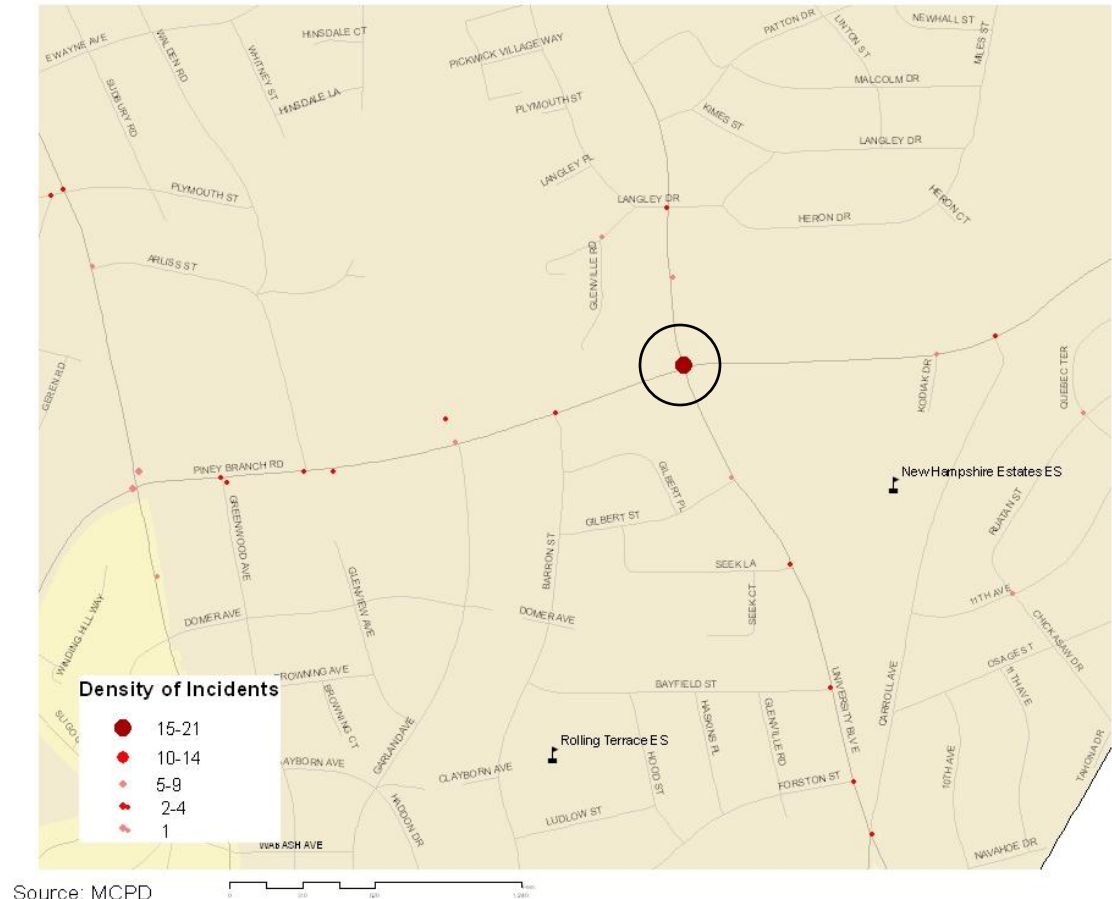 E WAYNE AVE
WALDEN RD
HINSDALE CT
WHITNEY ST
SUDBURY RD
HINSDALE LA
PICKWICK VILLAGE WAY
PLYMOUTH ST
PATTON DR
LINTON ST
NEWHALL ST
MILES ST
MALCOLM DR
KIMES ST
LANGLEY DR
LANGLEY PL
PLYMOUTH ST
LANGLEY DR
HERON DR
HERON CT
ARLISS ST
GLENVILLE RD
GEREN RD
KODIAK DR
QUEBEC TER
PINEY BRANCH RD
GREENWOOD AVE
GILBERT PL
GILBERT ST
New Hampshire Estates ES
RUATAN ST
BARRON ST
SEEK LA
SEEK CT
GLENVIEW AVE
DOMER AVE
DOMER AVE
WINDING HILL WAY
11TH AVE
CHICKASAW DR
OSAGE ST
11TH AVE
ROWNING AVE
BROWNING CT
BAYFIELD ST
HASKINS PL
GLENVILLE RD
UNIVERSITY BLV E
CARROLL AVE
10TH AVE
TAHONA DR
GARLAND AVE
Rolling Terrace ES
HOOD ST
AYBORN AVE
CLAYBORN AVE
FORSTON ST
LUDLOW ST
HADDON DR
NAVAHOE DR
WABASH AVE
Density of Incidents
15-21
10-14
5-9
2-4
1
Source: MCPD